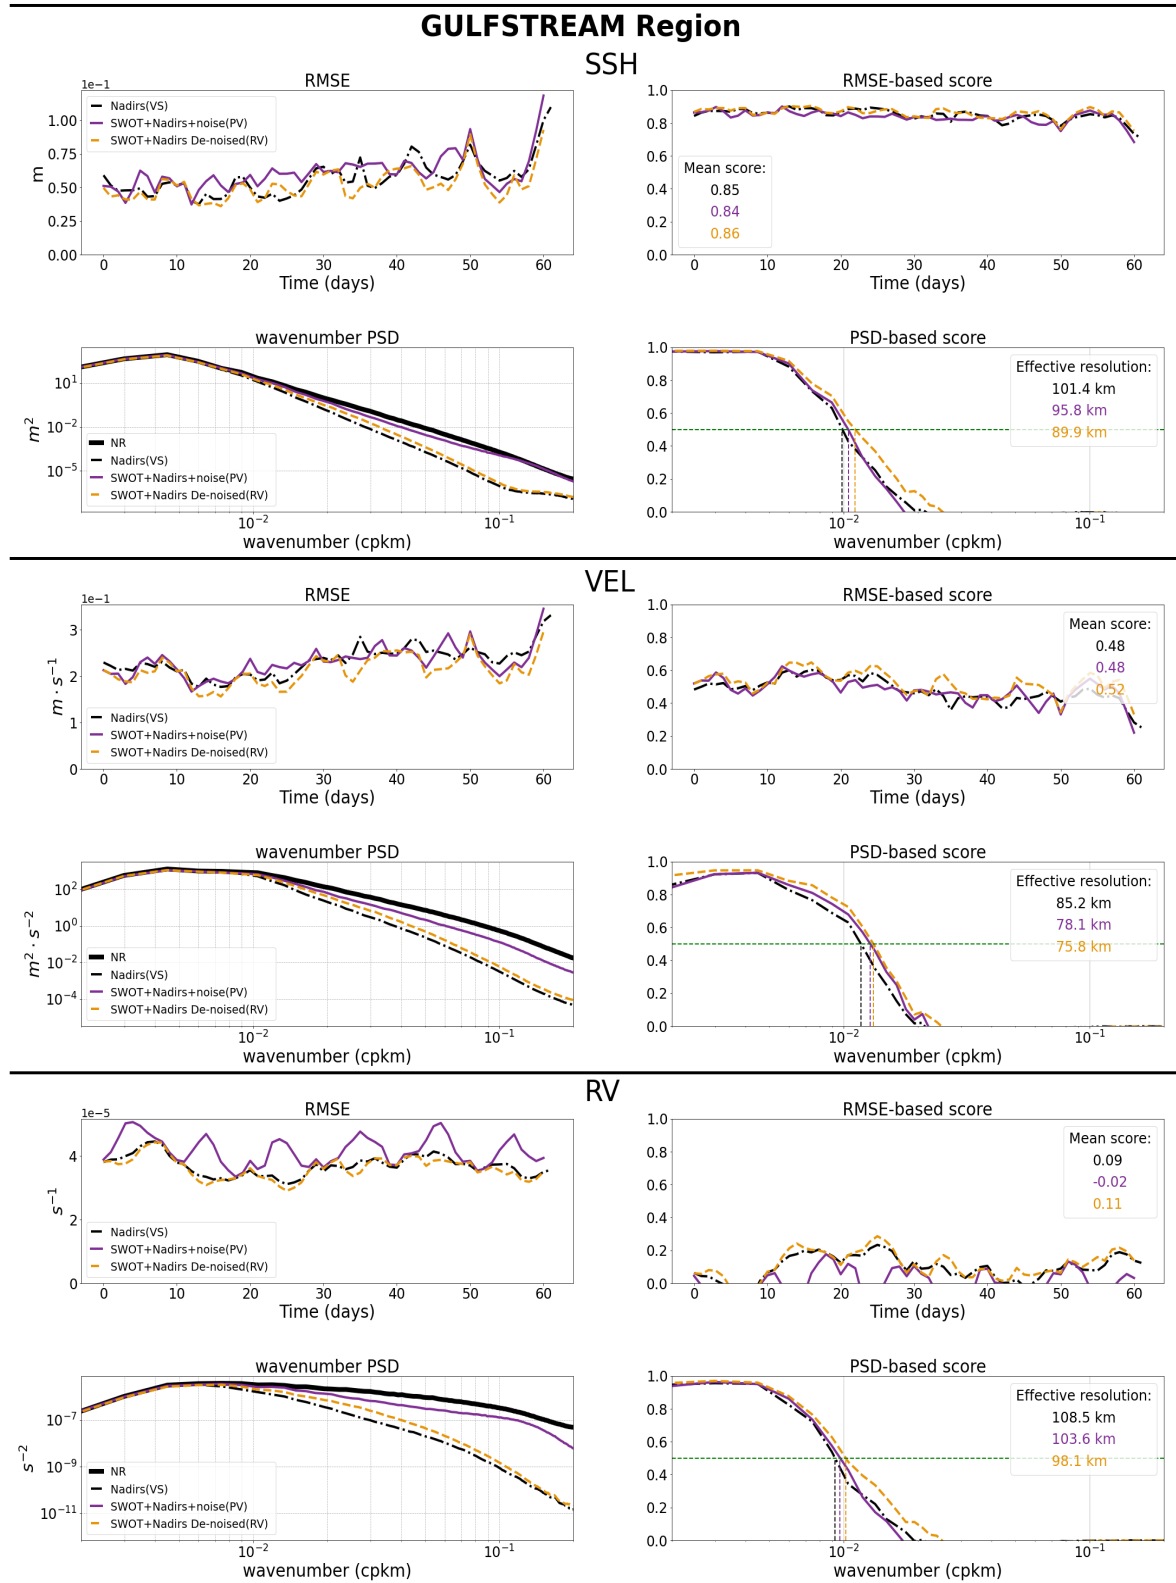 GULFSTREAM Region
SSH
RMSE
1e−1
m
1.00
0.75
0.50
0.25
0.00
Nadirs(VS)
SWOT+Nadirs+noise(PV)
SWOT+Nadirs De-noised(RV)
0 10 20 30 40 50 60
Time (days)
RMSE-based score
1.0
0.8
0.6
0.4
0.2
0.0
Mean score:
0.85
0.84
0.86
0 10 20 30 40 50 60
Time (days)
wavenumber PSD
m²
10¹
10⁻²
10⁻⁵
NR
Nadirs(VS)
SWOT+Nadirs+noise(PV)
SWOT+Nadirs De-noised(RV)
10⁻² 10⁻¹
wavenumber (cpkm)
PSD-based score
1.0
0.8
0.6
0.4
0.2
0.0
Effective resolution:
101.4 km
95.8 km
89.9 km
10⁻² 10⁻¹
wavenumber (cpkm)
VEL
RMSE
1e−1
m · s⁻¹
3
2
1
0
Nadirs(VS)
SWOT+Nadirs+noise(PV)
SWOT+Nadirs De-noised(RV)
0 10 20 30 40 50 60
Time (days)
RMSE-based score
1.0
0.8
0.6
0.4
0.2
0.0
Mean score:
0.48
0.48
0.52
0 10 20 30 40 50 60
Time (days)
wavenumber PSD
m² · s⁻²
10²
10⁰
10⁻²
10⁻⁴
NR
Nadirs(VS)
SWOT+Nadirs+noise(PV)
SWOT+Nadirs De-noised(RV)
10⁻² 10⁻¹
wavenumber (cpkm)
PSD-based score
1.0
0.8
0.6
0.4
0.2
0.0
Effective resolution:
85.2 km
78.1 km
75.8 km
10⁻² 10⁻¹
wavenumber (cpkm)
RV
RMSE
1e−5
s⁻¹
4
2
0
Nadirs(VS)
SWOT+Nadirs+noise(PV)
SWOT+Nadirs De-noised(RV)
0 10 20 30 40 50 60
Time (days)
RMSE-based score
1.0
0.8
0.6
0.4
0.2
0.0
Mean score:
0.09
-0.02
0.11
0 10 20 30 40 50 60
Time (days)
wavenumber PSD
s⁻²
10⁻⁷
10⁻⁹
10⁻¹¹
NR
Nadirs(VS)
SWOT+Nadirs+noise(PV)
SWOT+Nadirs De-noised(RV)
10⁻² 10⁻¹
wavenumber (cpkm)
PSD-based score
1.0
0.8
0.6
0.4
0.2
0.0
Effective resolution:
108.5 km
103.6 km
98.1 km
10⁻² 10⁻¹
wavenumber (cpkm)